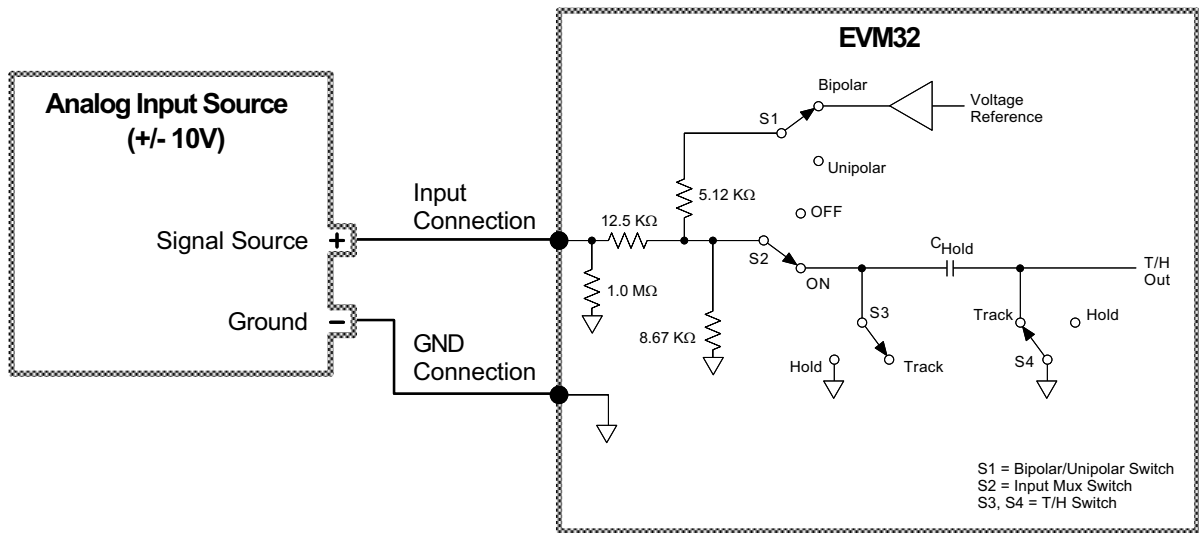 EVM32
Analog Input Source
(+/- 10V)
Bipolar
S1
Voltage
Reference
Unipolar
5.12 KΩ
OFF
Input
Connection
12.5 KΩ
Signal Source
+
S2
ON
CHold
T/H
Out
1.0 MΩ
S3
Track
Hold
Ground
–
8.67 KΩ
GND
Connection
Hold
Track
S4
S1 = Bipolar/Unipolar Switch
S2 = Input Mux Switch
S3, S4 = T/H Switch